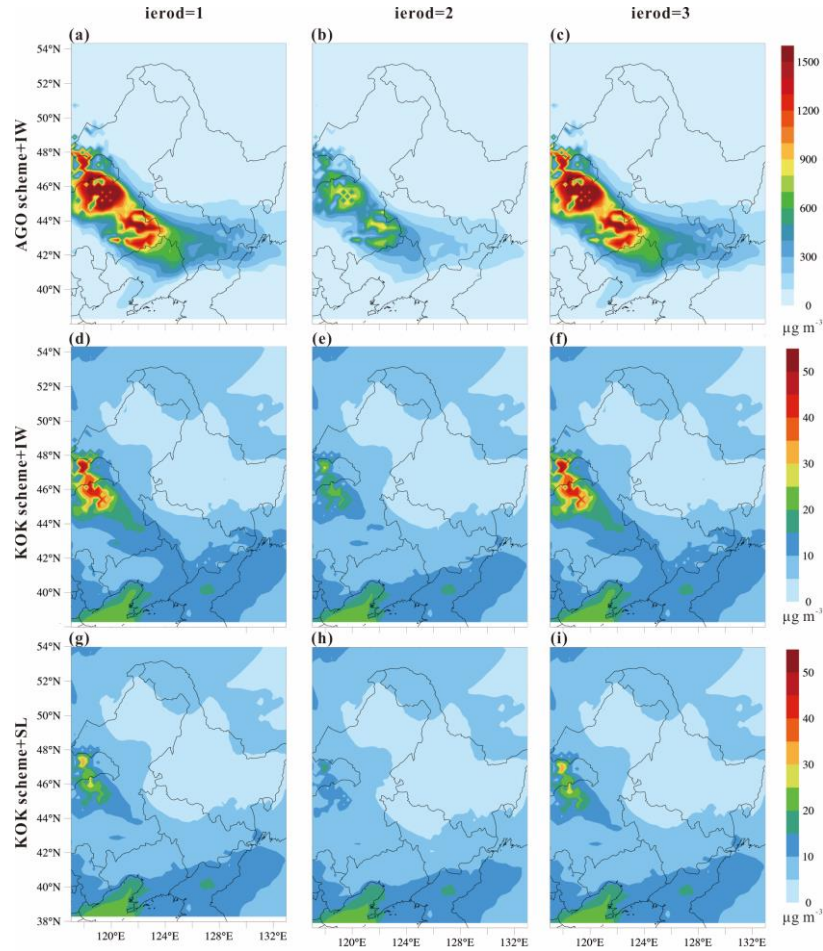 ierod=1 ierod=2 ierod=3
(a) (b) (c)
AGO scheme+IW
54°N
52°N
50°N
48°N
46°N
44°N
42°N
40°N
1500
1200
900
600
300
0
µg m⁻³
(d) (e) (f)
KOK scheme+IW
54°N
52°N
50°N
48°N
46°N
44°N
42°N
40°N
50
40
30
20
10
0
µg m⁻³
(g) (h) (i)
KOK scheme+SL
54°N
52°N
50°N
48°N
46°N
44°N
42°N
40°N
38°N
50
40
30
20
10
0
µg m⁻³
120°E 124°E 128°E 132°E 120°E 124°E 128°E 132°E 120°E 124°E 128°E 132°E